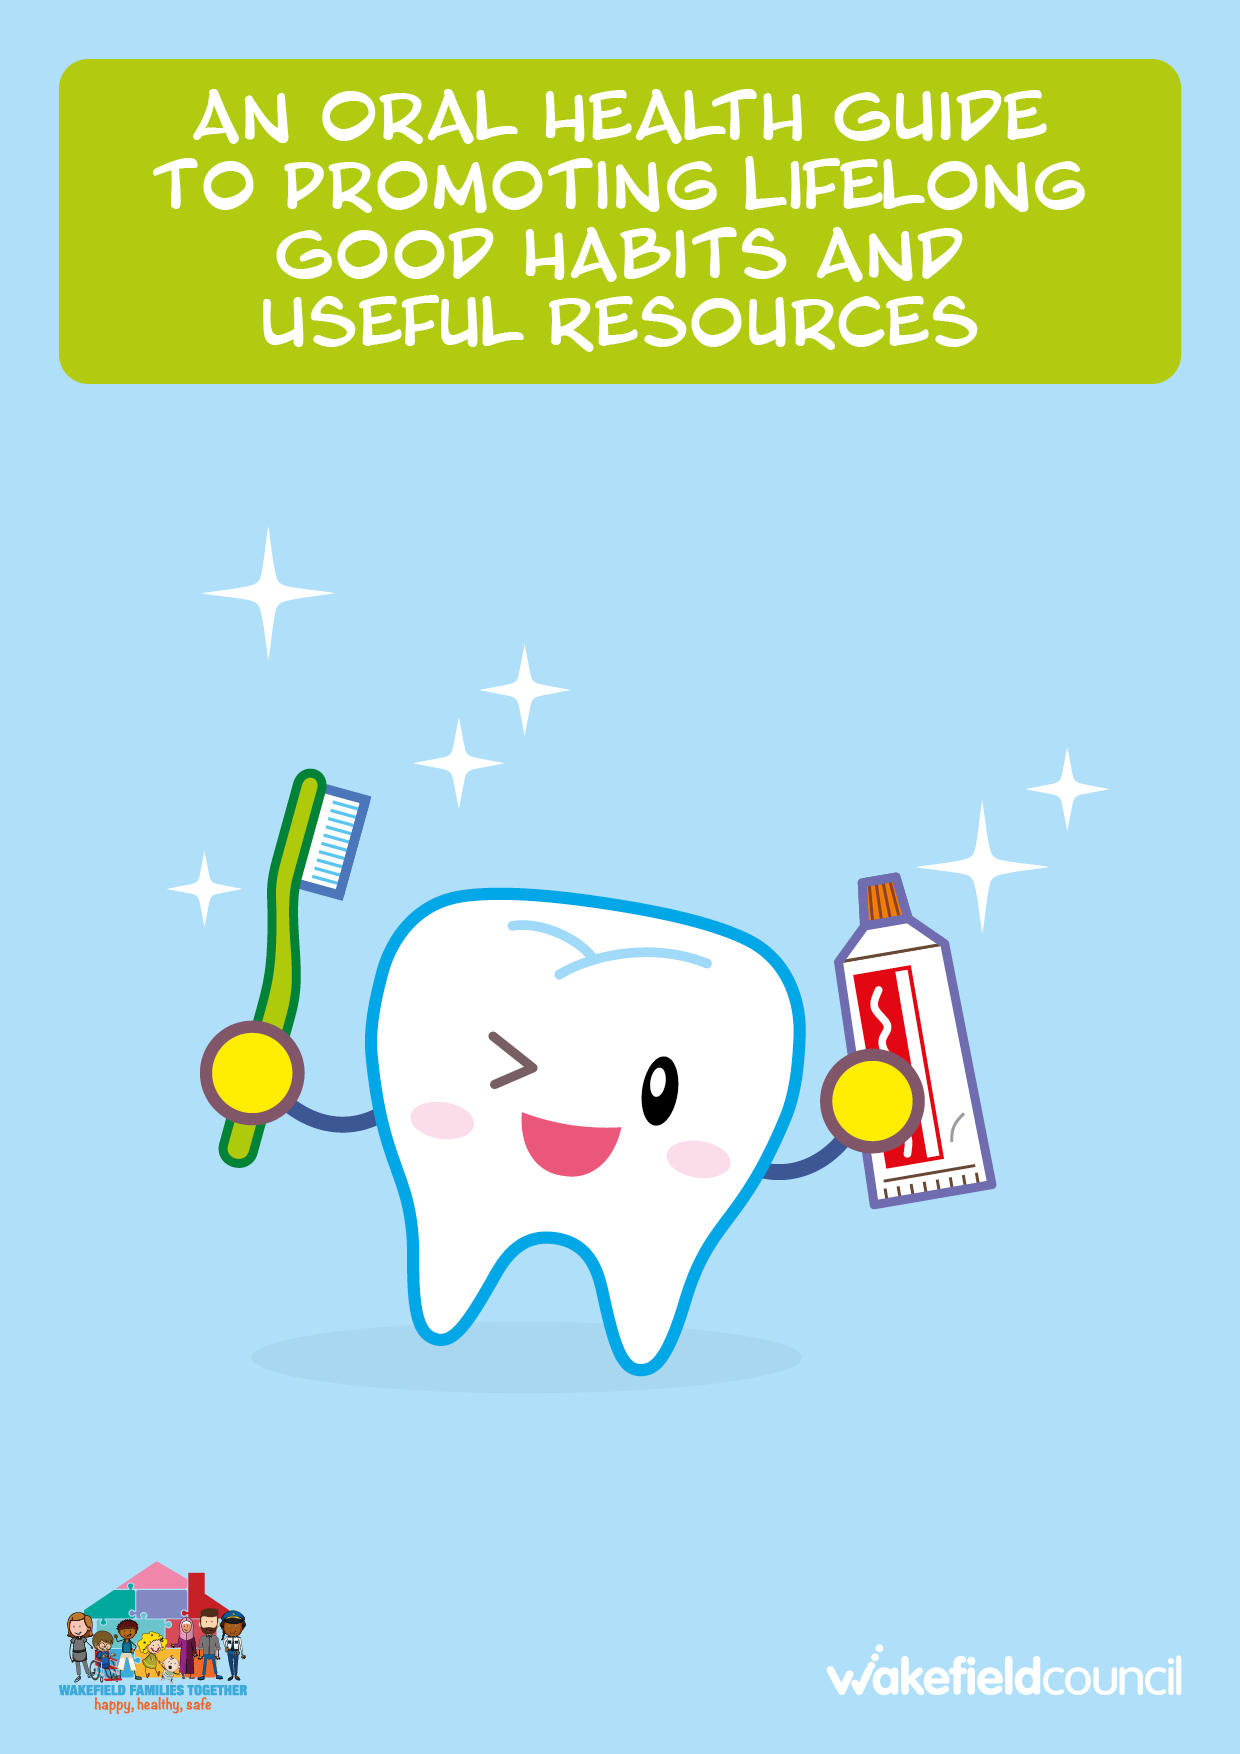 AN ORAL HEALTH GUIDE
TO PROMOTING LIFELONG
GOOD HABITS AND
USEFUL RESOURCES
WAKEFIELD FAMILIES TOGETHER
happy, healthy, safe
wakefieldcouncil